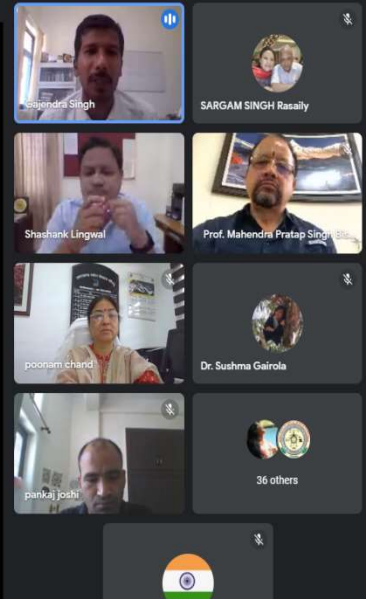 Sajendra Singh
SARGAM SINGH Rasaily
Shashank Lingwal
Prof. Mahendra Pratap Singh
poonam chand
Dr. Sushma Gairola
pankaj joshi
36 others